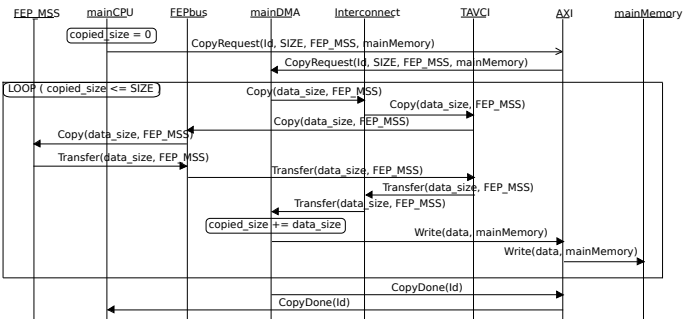 FEP_MSS mainCPU FEPbus mainDMA Interconnect TAVCI AXI mainMemory
copied_size = 0
CopyRequest(Id, SIZE, FEP_MSS, mainMemory)
CopyRequest(Id, SIZE, FEP_MSS, mainMemory)
LOOP ( copied_size <= SIZE )
Copy(data_size, FEP_MSS)
Copy(data_size, FEP_MSS)
Copy(data_size, FEP_MSS)
Copy(data_size, FEP_MSS)
Transfer(data_size, FEP_MSS)
Transfer(data_size, FEP_MSS)
Transfer(data_size, FEP_MSS)
Transfer(data_size, FEP_MSS)
copied_size += data_size
Write(data, mainMemory)
Write(data, mainMemory)
CopyDone(Id)
CopyDone(Id)